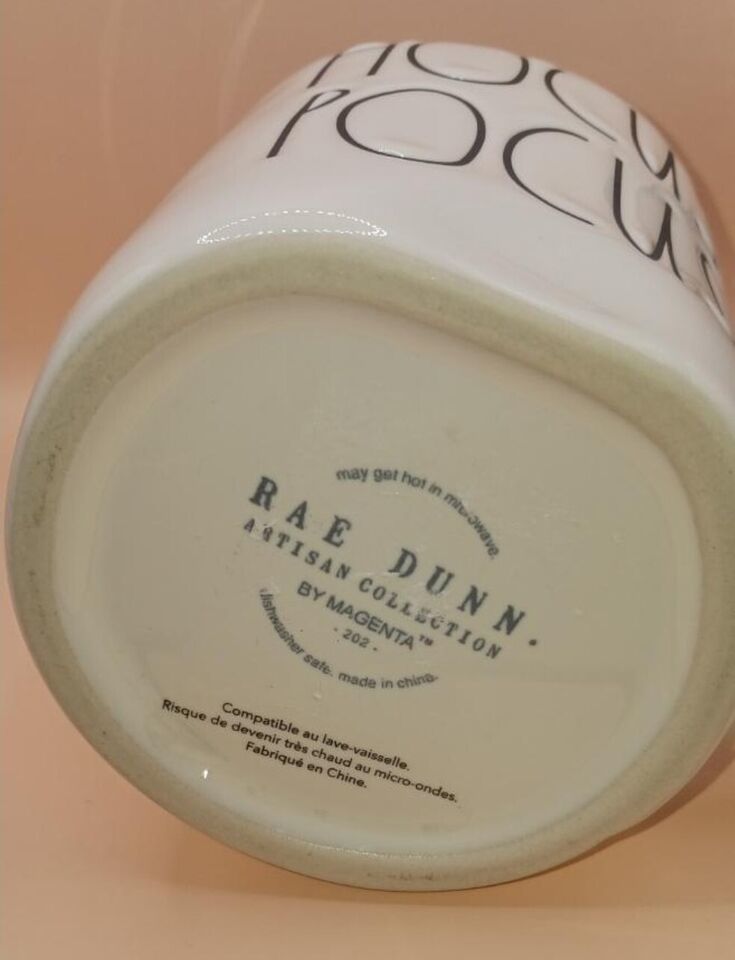 HOCU
POCUS
may get hot in microwave.
RAE DUNN.
ARTISAN COLLECTION
BY MAGENTA™
- 202 -
dishwasher safe. made in china.
Compatible au lave-vaisselle.
Risque de devenir très chaud au micro-ondes.
Fabriqué en Chine.